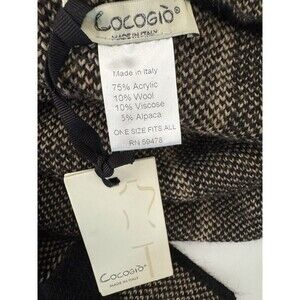 COCOGIÒ®
MADE IN ITALY
Made in Italy
75% Acrylic
10% Wool
10% Viscose
5% Alpaca
ONE SIZE FITS ALL
RN 59478
COCOGIÒ®
MADE IN ITALY